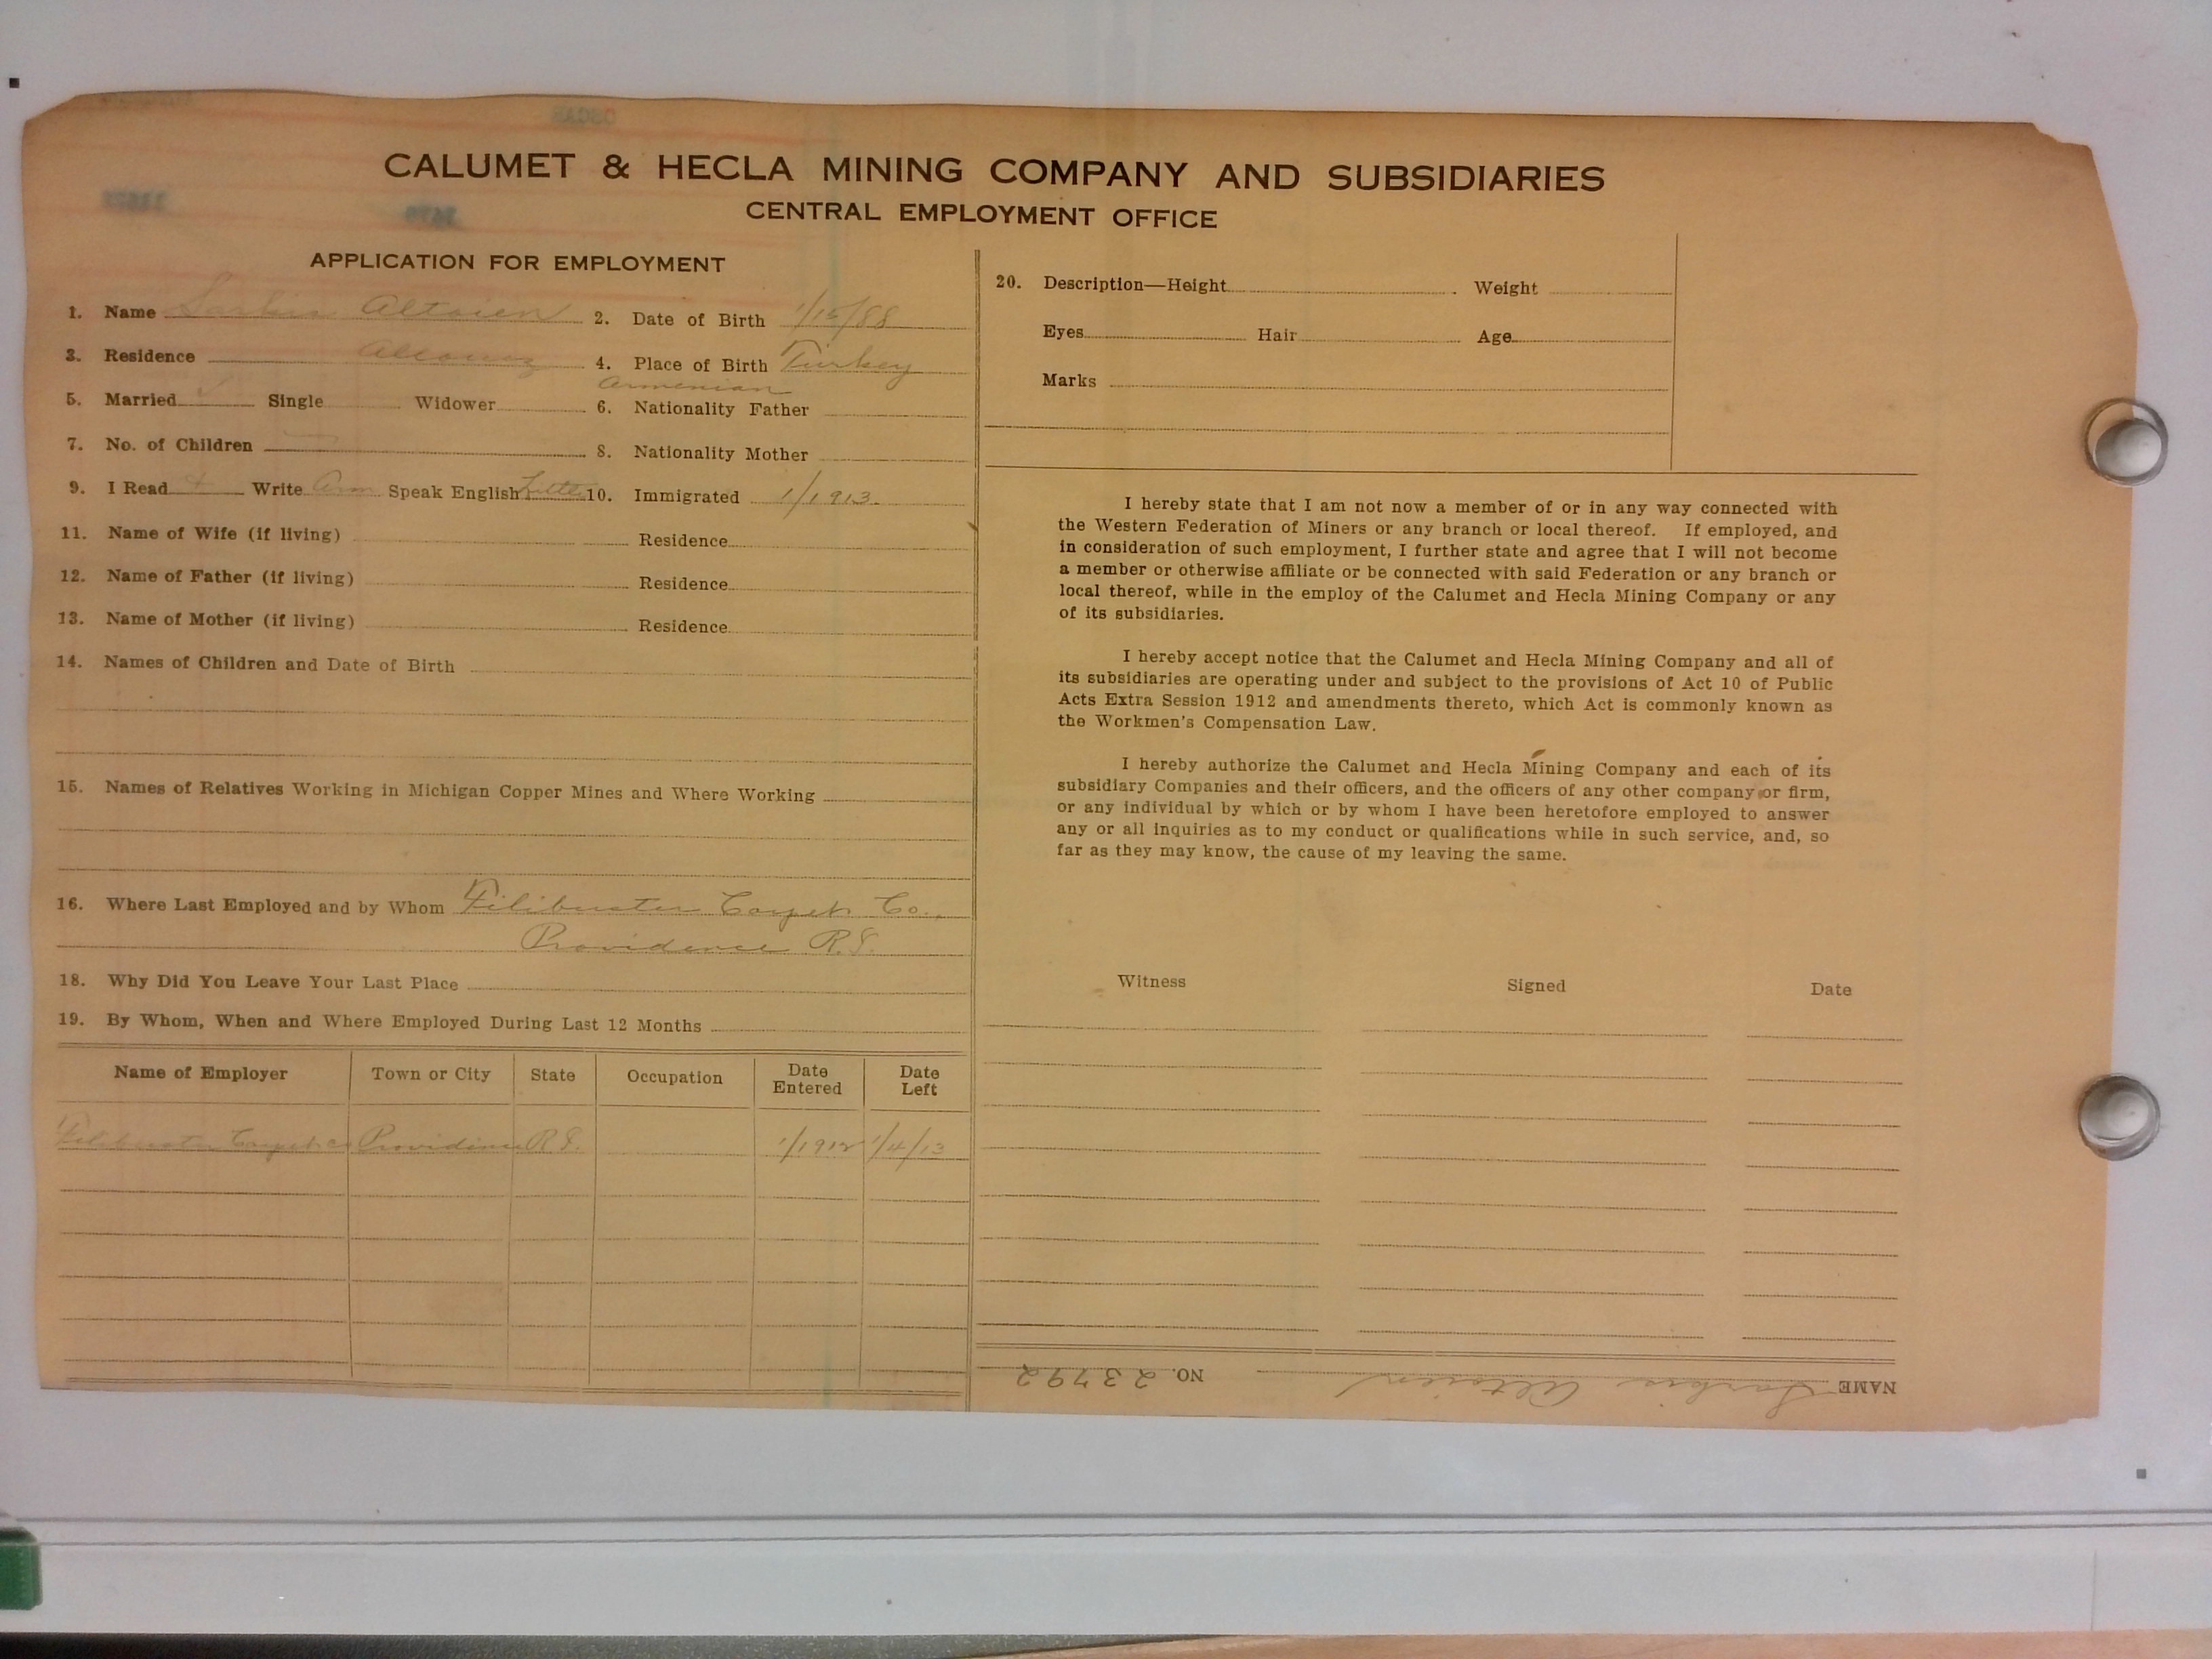 CALUMET & HECLA MINING COMPANY AND SUBSIDIARIES
CENTRAL EMPLOYMENT OFFICE
APPLICATION FOR EMPLOYMENT
1. Name Sarkis Altoien 2. Date of Birth 1/15/88
3. Residence Allouez 4. Place of Birth Turkey
Armenian
5. Married ✓ Single Widower 6. Nationality Father
7. No. of Children — 8. Nationality Mother
9. I Read + Write Arm Speak English Little 10. Immigrated 1/1913.
11. Name of Wife (if living) Residence
12. Name of Father (if living) Residence
13. Name of Mother (if living) Residence
14. Names of Children and Date of Birth
15. Names of Relatives Working in Michigan Copper Mines and Where Working
16. Where Last Employed and by Whom Filibuster Carpet Co.
Providence R.I.
18. Why Did You Leave Your Last Place
19. By Whom, When and Where Employed During Last 12 Months
Name of Employer Town or City State Occupation Date Entered Date Left
Filibuster Carpet Co Providence R.I. 1/1912 1/4/13
20. Description—Height Weight
Eyes Hair Age
Marks
I hereby state that I am not now a member of or in any way connected with
the Western Federation of Miners or any branch or local thereof. If employed, and
in consideration of such employment, I further state and agree that I will not become
a member or otherwise affiliate or be connected with said Federation or any branch or
local thereof, while in the employ of the Calumet and Hecla Mining Company or any
of its subsidiaries.
I hereby accept notice that the Calumet and Hecla Mining Company and all of
its subsidiaries are operating under and subject to the provisions of Act 10 of Public
Acts Extra Session 1912 and amendments thereto, which Act is commonly known as
the Workmen's Compensation Law.
I hereby authorize the Calumet and Hecla Mining Company and each of its
subsidiary Companies and their officers, and the officers of any other company or firm,
or any individual by which or by whom I have been heretofore employed to answer
any or all inquiries as to my conduct or qualifications while in such service, and, so
far as they may know, the cause of my leaving the same.
Witness Signed Date
NAME Sarkis Altoien NO. 23792